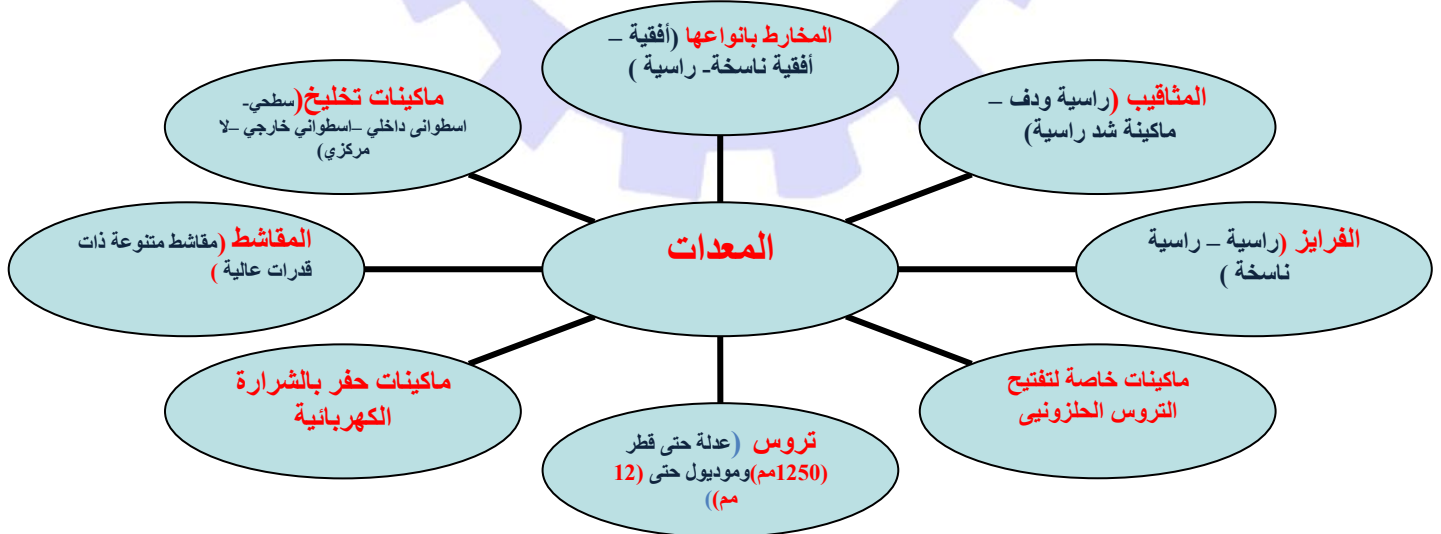 المخارط بانواعها (أفقية –
أفقية ناسخة- راسية )
المثاقيب (راسية ودف –
ماكينة شد راسية)
ماكينات تخليخ(سطحي-
اسطوانى داخلي –اسطواني خارجي –لا
مركزي)
المعدات
الفرايز (راسية – راسية
ناسخة )
المقاشط (مقاشط متنوعة ذات
قدرات عالية )
ماكينات خاصة لتفتيح
التروس الحلزونيى
ماكينات حفر بالشرارة
الكهربائية
تروس (عدلة حتى قطر
(1250مم)وموديول حتى (12
مم))